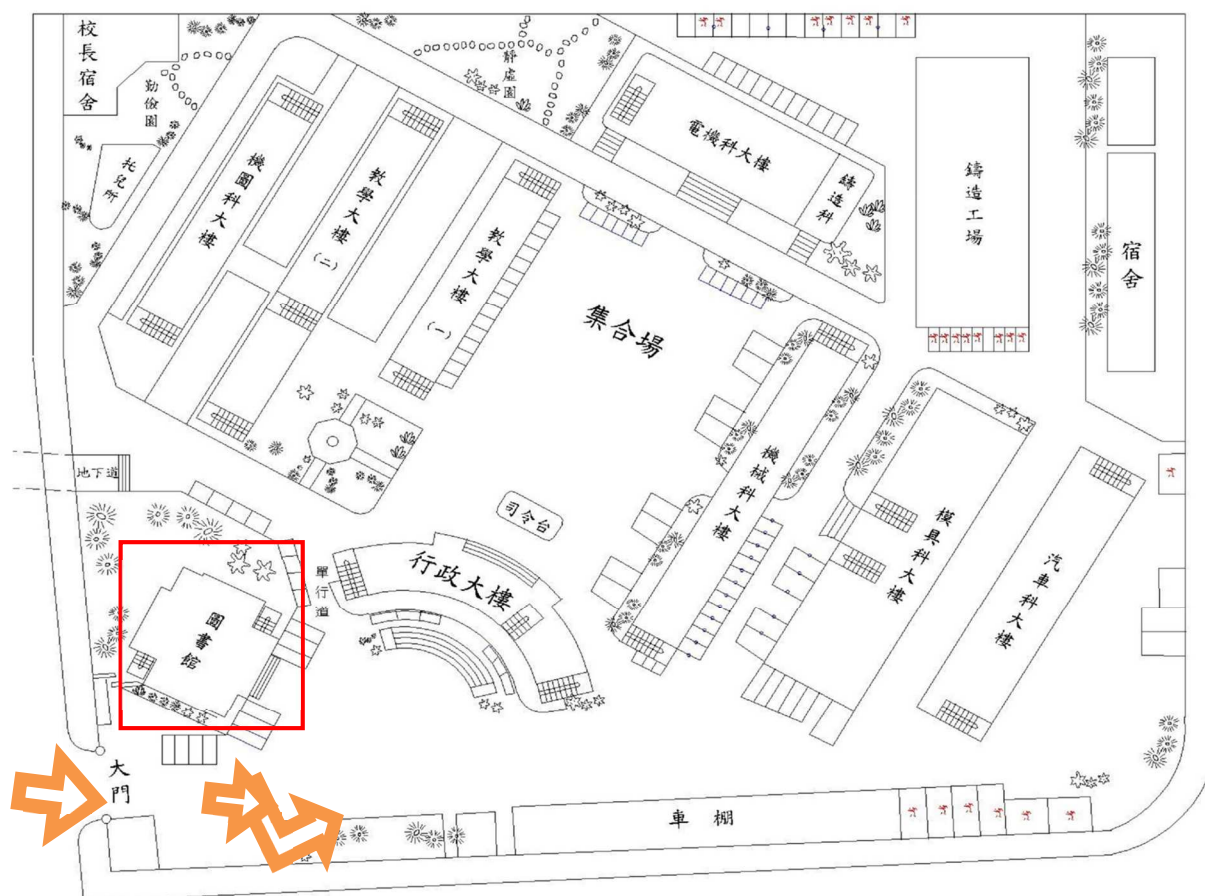 校長宿舍
勤儉園
靜虛園
托兒所
機圖科大樓
教學大樓(二)
教學大樓(一)
電機科大樓
鑄造科
鑄造工場
宿舍
集合場
地下道
司令台
行政大樓
單行道
圖書館
機械科大樓
模具科大樓
汽車科大樓
大門
車棚